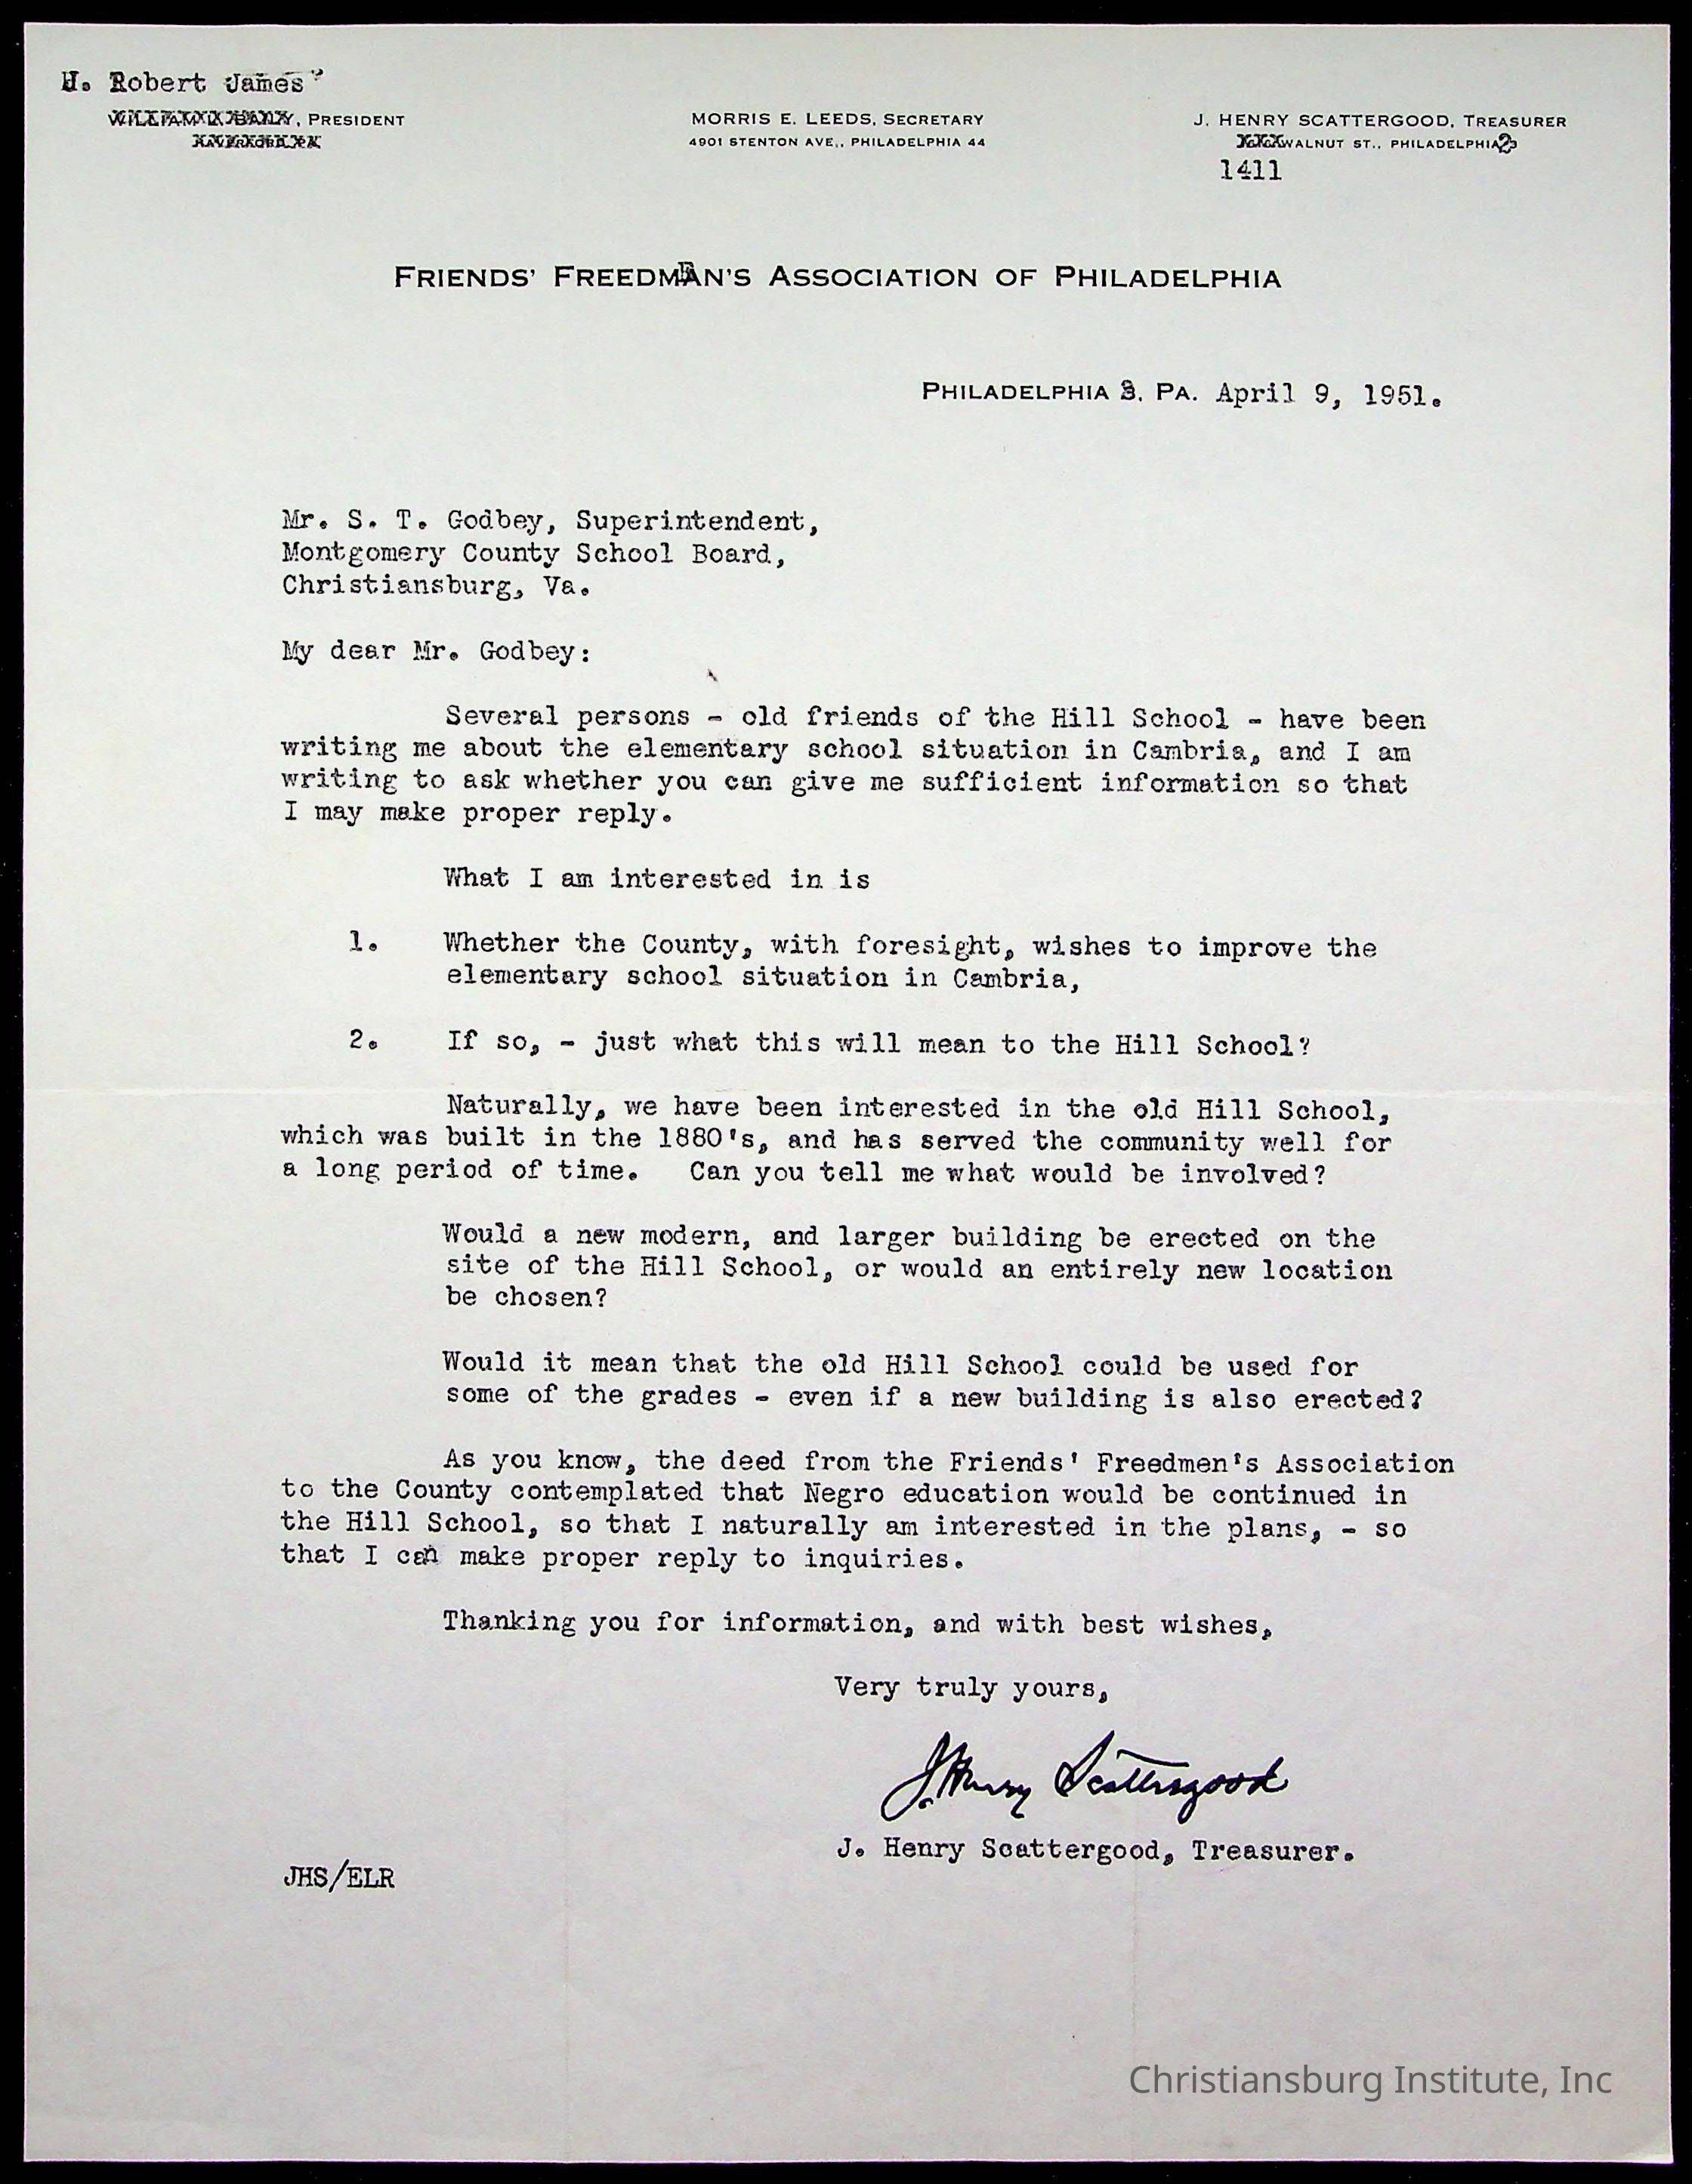 H. Robert James
WILLIAM L. BAILY, PRESIDENT
HAVERFORD, PA.
MORRIS E. LEEDS, SECRETARY
4901 STENTON AVE., PHILADELPHIA 44
J. HENRY SCATTERGOOD, TREASURER
WALNUT ST., PHILADELPHIA 2
1411
FRIENDS' FREEDMEN'S ASSOCIATION OF PHILADELPHIA
PHILADELPHIA 2, PA. April 9, 1951.
Mr. S. T. Godbey, Superintendent,
Montgomery County School Board,
Christiansburg, Va.
My dear Mr. Godbey:
Several persons - old friends of the Hill School - have been
writing me about the elementary school situation in Cambria, and I am
writing to ask whether you can give me sufficient information so that
I may make proper reply.
What I am interested in is
1. Whether the County, with foresight, wishes to improve the
elementary school situation in Cambria,
2. If so, - just what this will mean to the Hill School?
Naturally, we have been interested in the old Hill School,
which was built in the 1880's, and has served the community well for
a long period of time. Can you tell me what would be involved?
Would a new modern, and larger building be erected on the
site of the Hill School, or would an entirely new location
be chosen?
Would it mean that the old Hill School could be used for
some of the grades - even if a new building is also erected?
As you know, the deed from the Friends' Freedmen's Association
to the County contemplated that Negro education would be continued in
the Hill School, so that I naturally am interested in the plans, - so
that I can make proper reply to inquiries.
Thanking you for information, and with best wishes,
Very truly yours,
J. Henry Scattergood
J. Henry Scattergood, Treasurer.
JHS/ELR
Christiansburg Institute, Inc